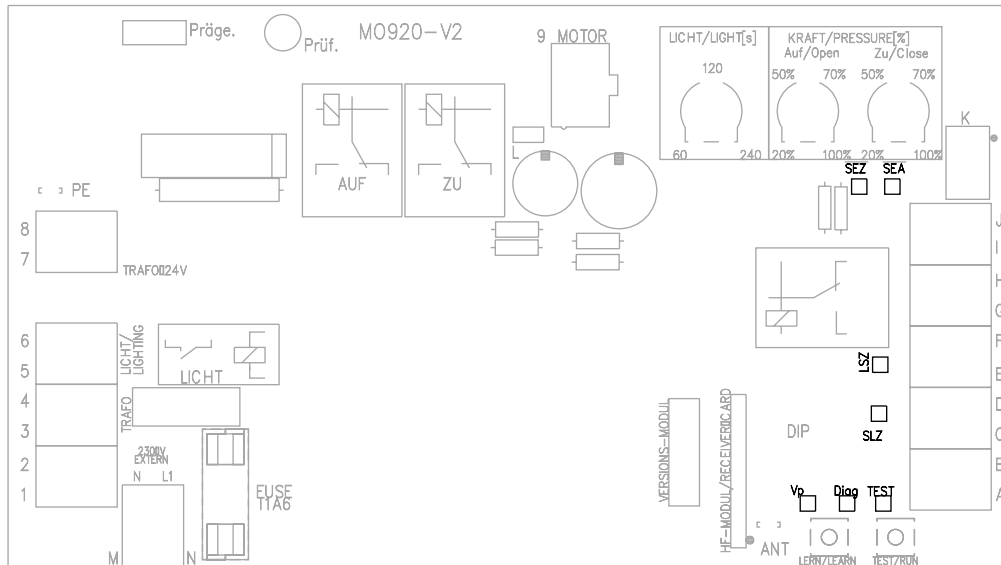 Präge.
Prüf.
MO920-V2
9 MOTOR
LICHT/LIGHT[s]
120
60
240
KRAFT/PRESSURE[%]
Auf/Open
Zu/Close
50%
70%
50%
70%
20%
100%
20%
100%
K
L
AUF
ZU
SEZ
SEA
PE
8
7
TRAFO▯24V
J
I
H
G
F
E
D
C
B
A
6
5
4
3
2
1
LICHT/
LIGHTING
LICHT
TRAFO
230▯V
EXTERN
N
L1
M
N
FUSE
T1A6
VERSIONS-MODUL
HF-MODUL/RECEIVER▯CARD
LSZ
SLZ
DIP
Vp
Diag
TEST
ANT
LERN/LEARN
TEST/RUN